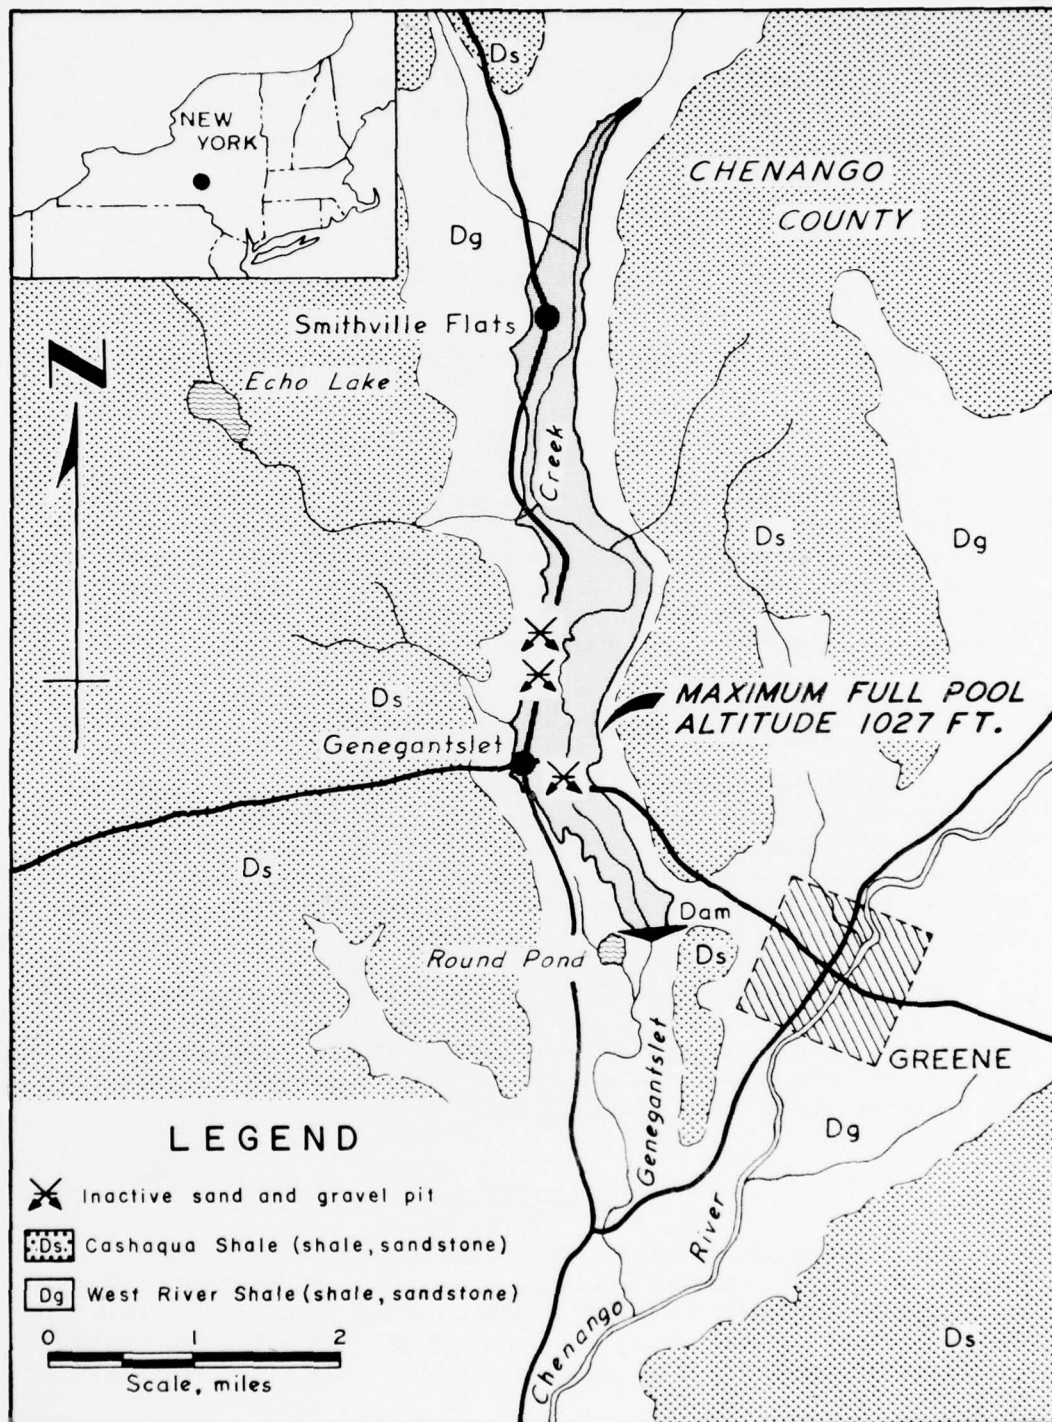 NEW
YORK
Ds
CHENANGO
COUNTY
Dg
Smithville Flats
N
Echo Lake
Creek
Ds
Dg
MAXIMUM FULL POOL
ALTITUDE 1027 FT.
Ds
Genegantslet
Ds
Dam
Ds
Round Pond
Genegantslet
GREENE
Dg
River
Chenango
Ds
LEGEND
Inactive sand and gravel pit
Ds Cashaqua Shale (shale, sandstone)
Dg West River Shale (shale, sandstone)
0 1 2
Scale, miles